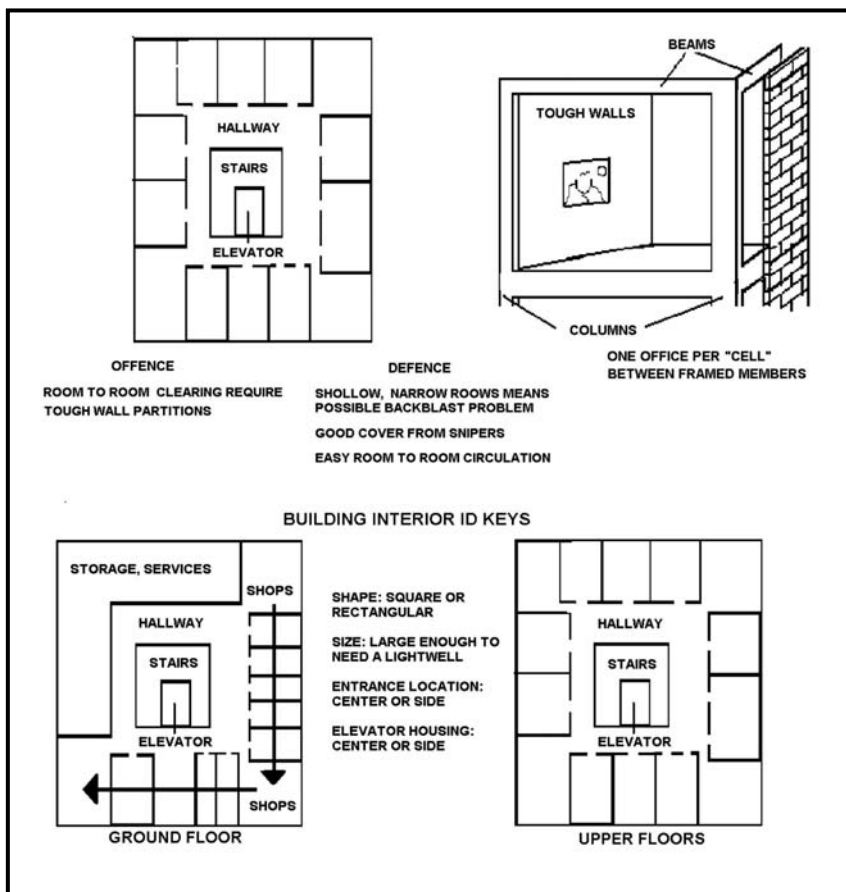 HALLWAY
STAIRS
ELEVATOR
BEAMS
TOUGH WALLS
COLUMNS
ONE OFFICE PER "CELL"
BETWEEN FRAMED MEMBERS
OFFENCE
ROOM TO ROOM CLEARING REQUIRE
TOUGH WALL PARTITIONS
DEFENCE
SHOLLOW, NARROW ROOMS MEANS
POSSIBLE BACKBLAST PROBLEM
GOOD COVER FROM SNIPERS
EASY ROOM TO ROOM CIRCULATION
BUILDING INTERIOR ID KEYS
STORAGE, SERVICES
SHOPS
HALLWAY
STAIRS
ELEVATOR
SHOPS
GROUND FLOOR
SHAPE: SQUARE OR
RECTANGULAR
SIZE: LARGE ENOUGH TO
NEED A LIGHTWELL
ENTRANCE LOCATION:
CENTER OR SIDE
ELEVATOR HOUSING:
CENTER OR SIDE
HALLWAY
STAIRS
ELEVATOR
UPPER FLOORS